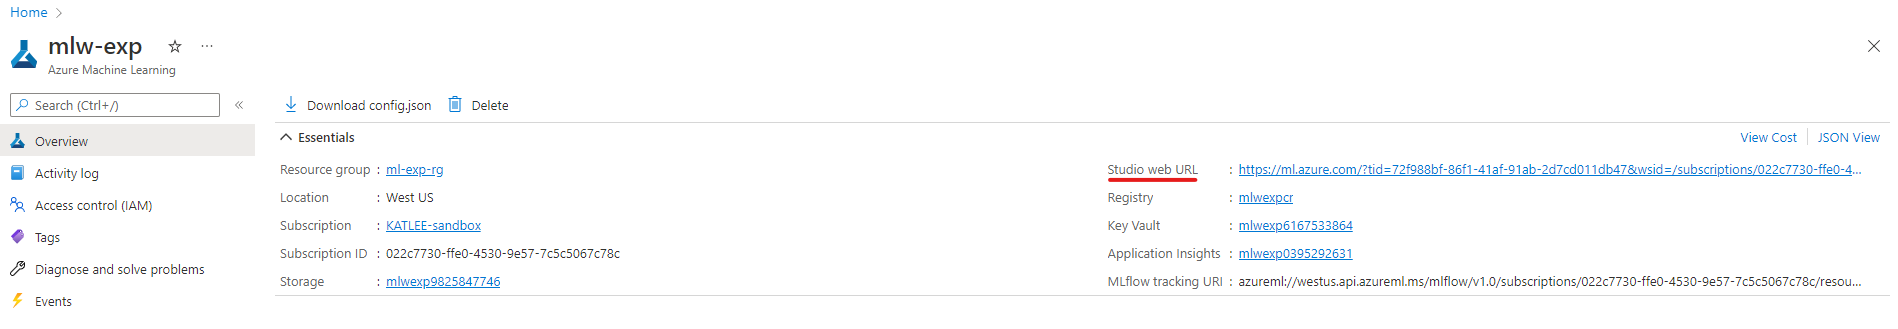 Home
mlw-exp
Azure Machine Learning
Search (Ctrl+/)
Overview
Activity log
Access control (IAM)
Tags
Diagnose and solve problems
Events
Download config.json Delete
Essentials
View Cost JSON View
Resource group : ml-exp-rg
Location : West US
Subscription : KATLEE-sandbox
Subscription ID : 022c7730-ffe0-4530-9e57-7c5c5067c78c
Storage : mlwexp9825847746
Studio web URL : https://ml.azure.com/?tid=72f988bf-86f1-41af-91ab-2d7cd011db47&wsid=/subscriptions/022c7730-ffe0-4...
Registry : mlwexpcr
Key Vault : mlwexp6167533864
Application Insights : mlwexp0395292631
MLflow tracking URI : azureml://westus.api.azureml.ms/mlflow/v1.0/subscriptions/022c7730-ffe0-4530-9e57-7c5c5067c78c/resou...